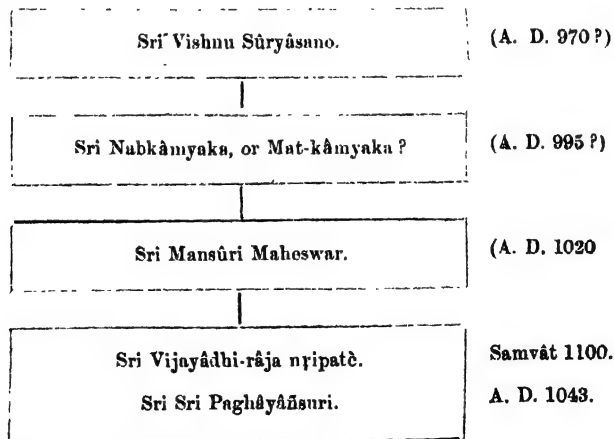 Sri Vishnu Sûryâsano. (A. D. 970 ?)
Sri Nabkâmyaka, or Mat-kâmyaka ? (A. D. 995 ?)
Sri Mansûri Maheswar. (A. D. 1020
Sri Vijayâdhi-râja nṛipatè. Samvât 1100.
Sri Sri Paghâyâñsuri. A. D. 1043.